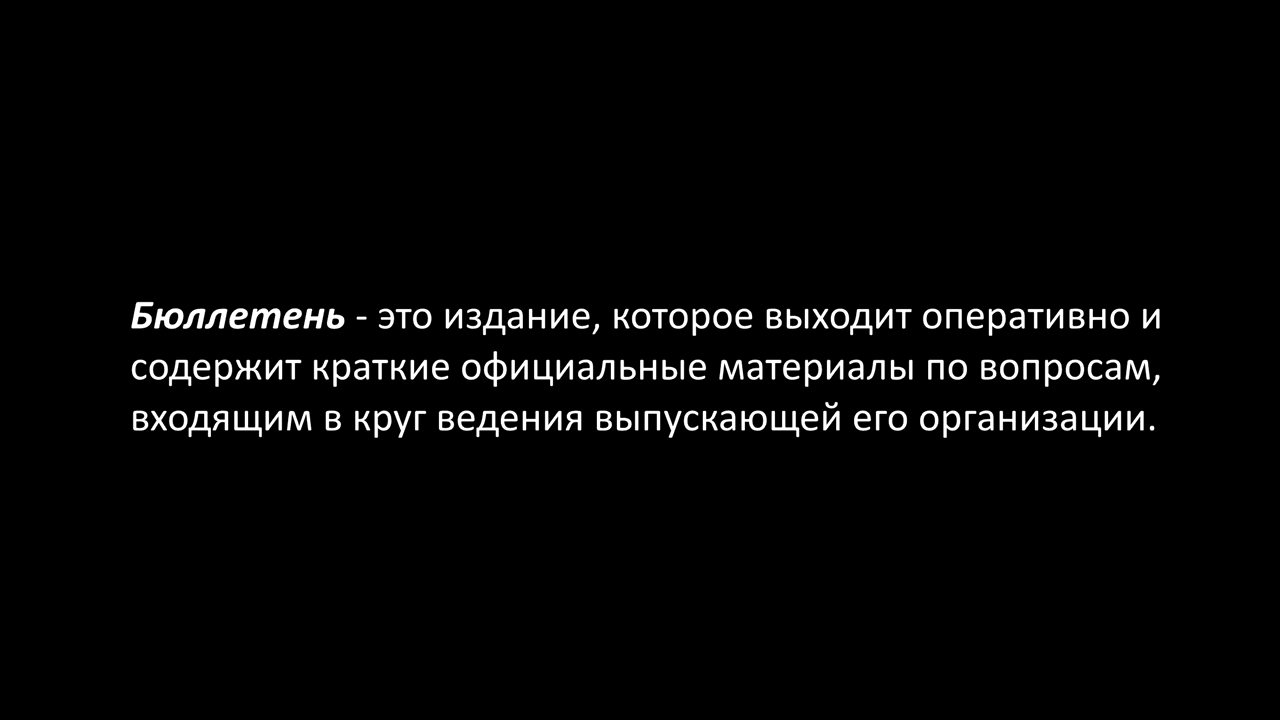 Бюллетень - это издание, которое выходит оперативно и
содержит краткие официальные материалы по вопросам,
входящим в круг ведения выпускающей его организации.